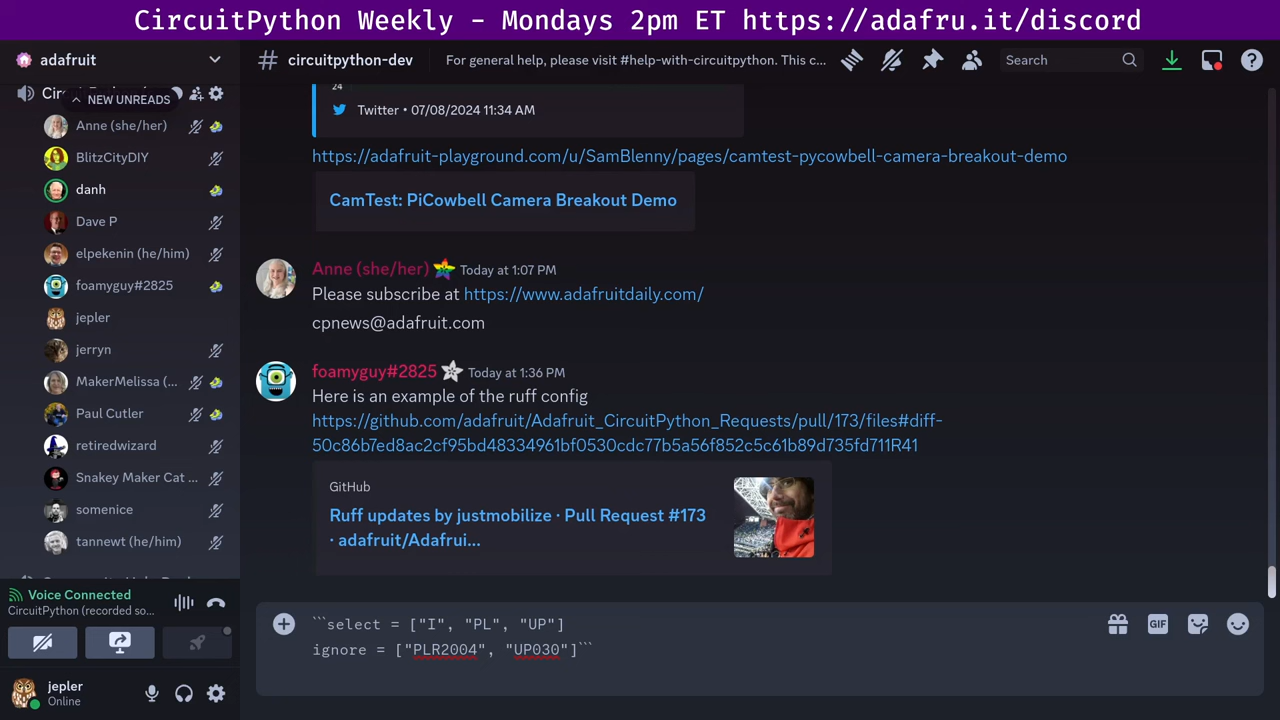 CircuitPython Weekly - Mondays 2pm ET https://adafru.it/discord
adafruit
NEW UNREADS
Anne (she/her)
BlitzCityDIY
danh
Dave P
elpekenin (he/him)
foamyguy#2825
jepler
jerryn
MakerMelissa (...
Paul Cutler
retiredwizard
Snakey Maker Cat ...
somenice
tannewt (he/him)
Voice Connected
CircuitPython (recorded so...
jepler
Online
# circuitpython-dev
For general help, please visit #help-with-circuitpython. This c...
Search
24
Twitter • 07/08/2024 11:34 AM
https://adafruit-playground.com/u/SamBlenny/pages/camtest-pycowbell-camera-breakout-demo
CamTest: PiCowbell Camera Breakout Demo
Anne (she/her) Today at 1:07 PM
Please subscribe at https://www.adafruitdaily.com/
cpnews@adafruit.com
foamyguy#2825 Today at 1:36 PM
Here is an example of the ruff config
https://github.com/adafruit/Adafruit_CircuitPython_Requests/pull/173/files#diff-
50c86b7ed8ac2cf95bd48334961bf0530cdc77b5a56f852c5c61b89d735fd711R41
GitHub
Ruff updates by justmobilize · Pull Request #173
· adafruit/Adafrui...
```select = ["I", "PL", "UP"]
ignore = ["PLR2004", "UP030"]```
GIF